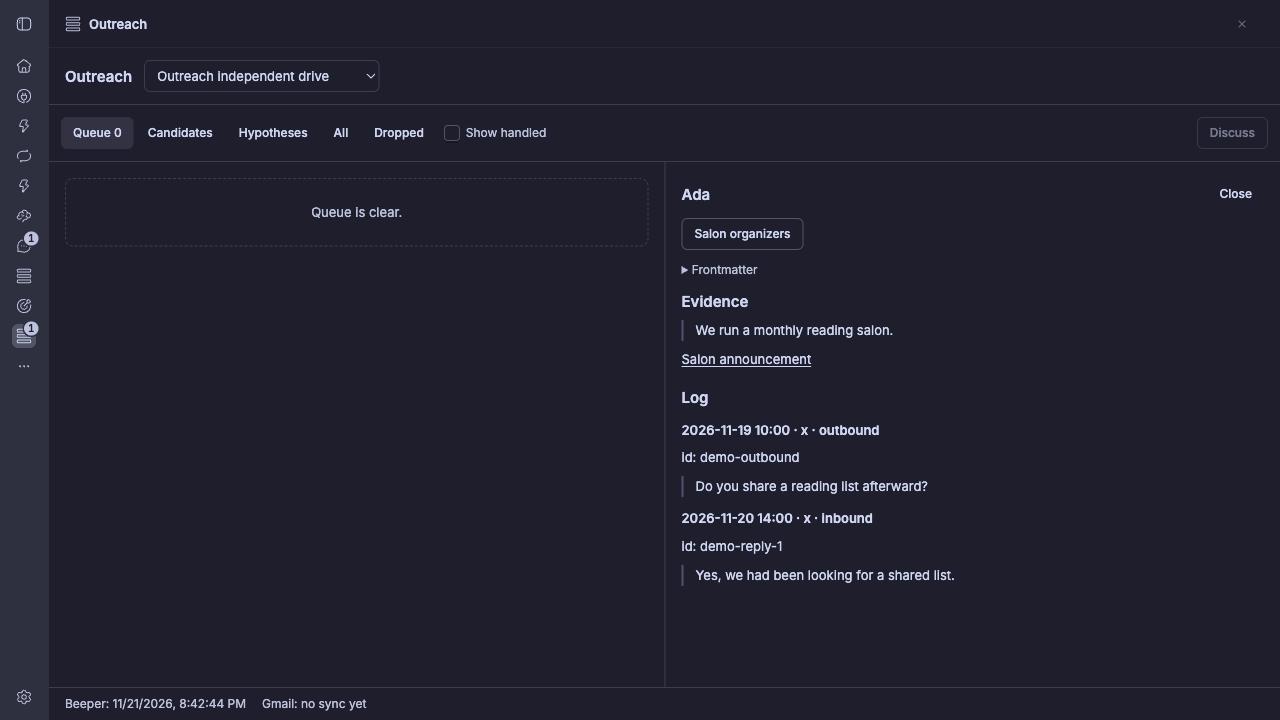 Outreach
×
Outreach
Outreach independent drive
Queue 0
Candidates
Hypotheses
All
Dropped
Show handled
Discuss
Queue is clear.
Ada
Close
Salon organizers
Frontmatter
Evidence
We run a monthly reading salon.
Salon announcement
Log
2026-11-19 10:00 · x · outbound
id: demo-outbound
Do you share a reading list afterward?
2026-11-20 14:00 · x · inbound
id: demo-reply-1
Yes, we had been looking for a shared list.
1
1
Beeper: 11/21/2026, 8:42:44 PM
Gmail: no sync yet